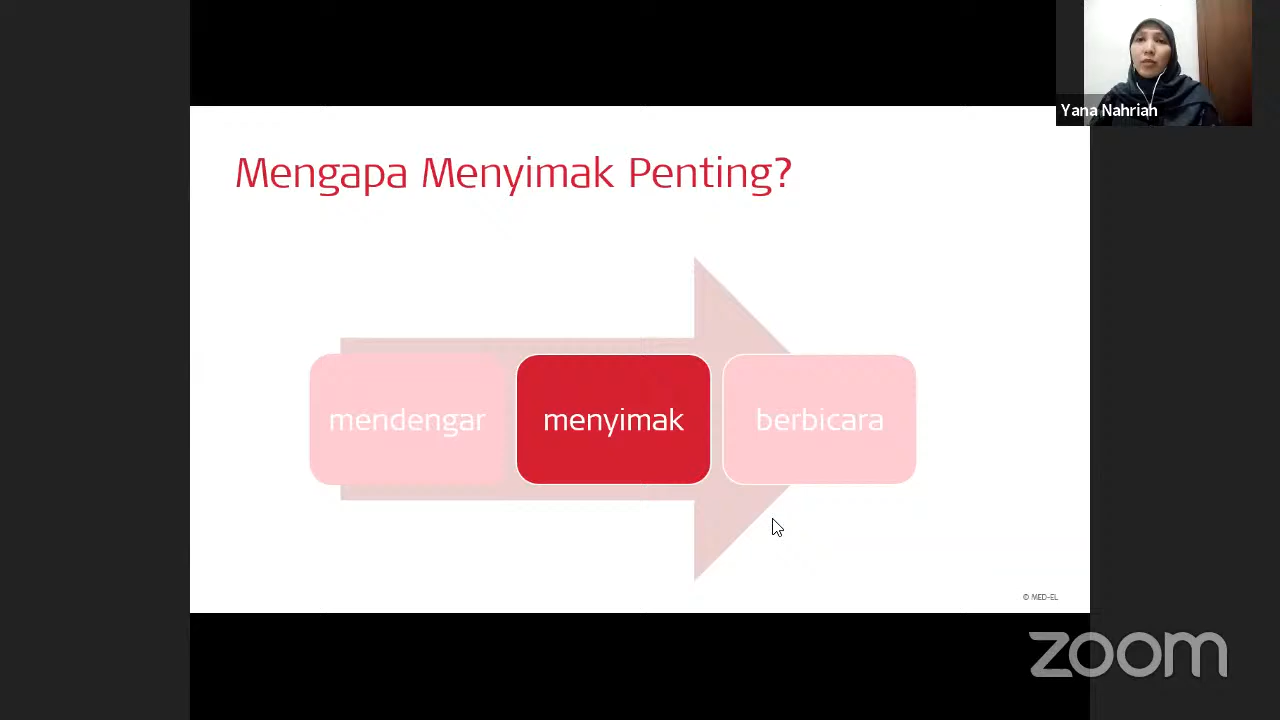 Yana Nahriah
Mengapa Menyimak Penting?
mendengar
menyimak
berbicara
© MED-EL
zoom